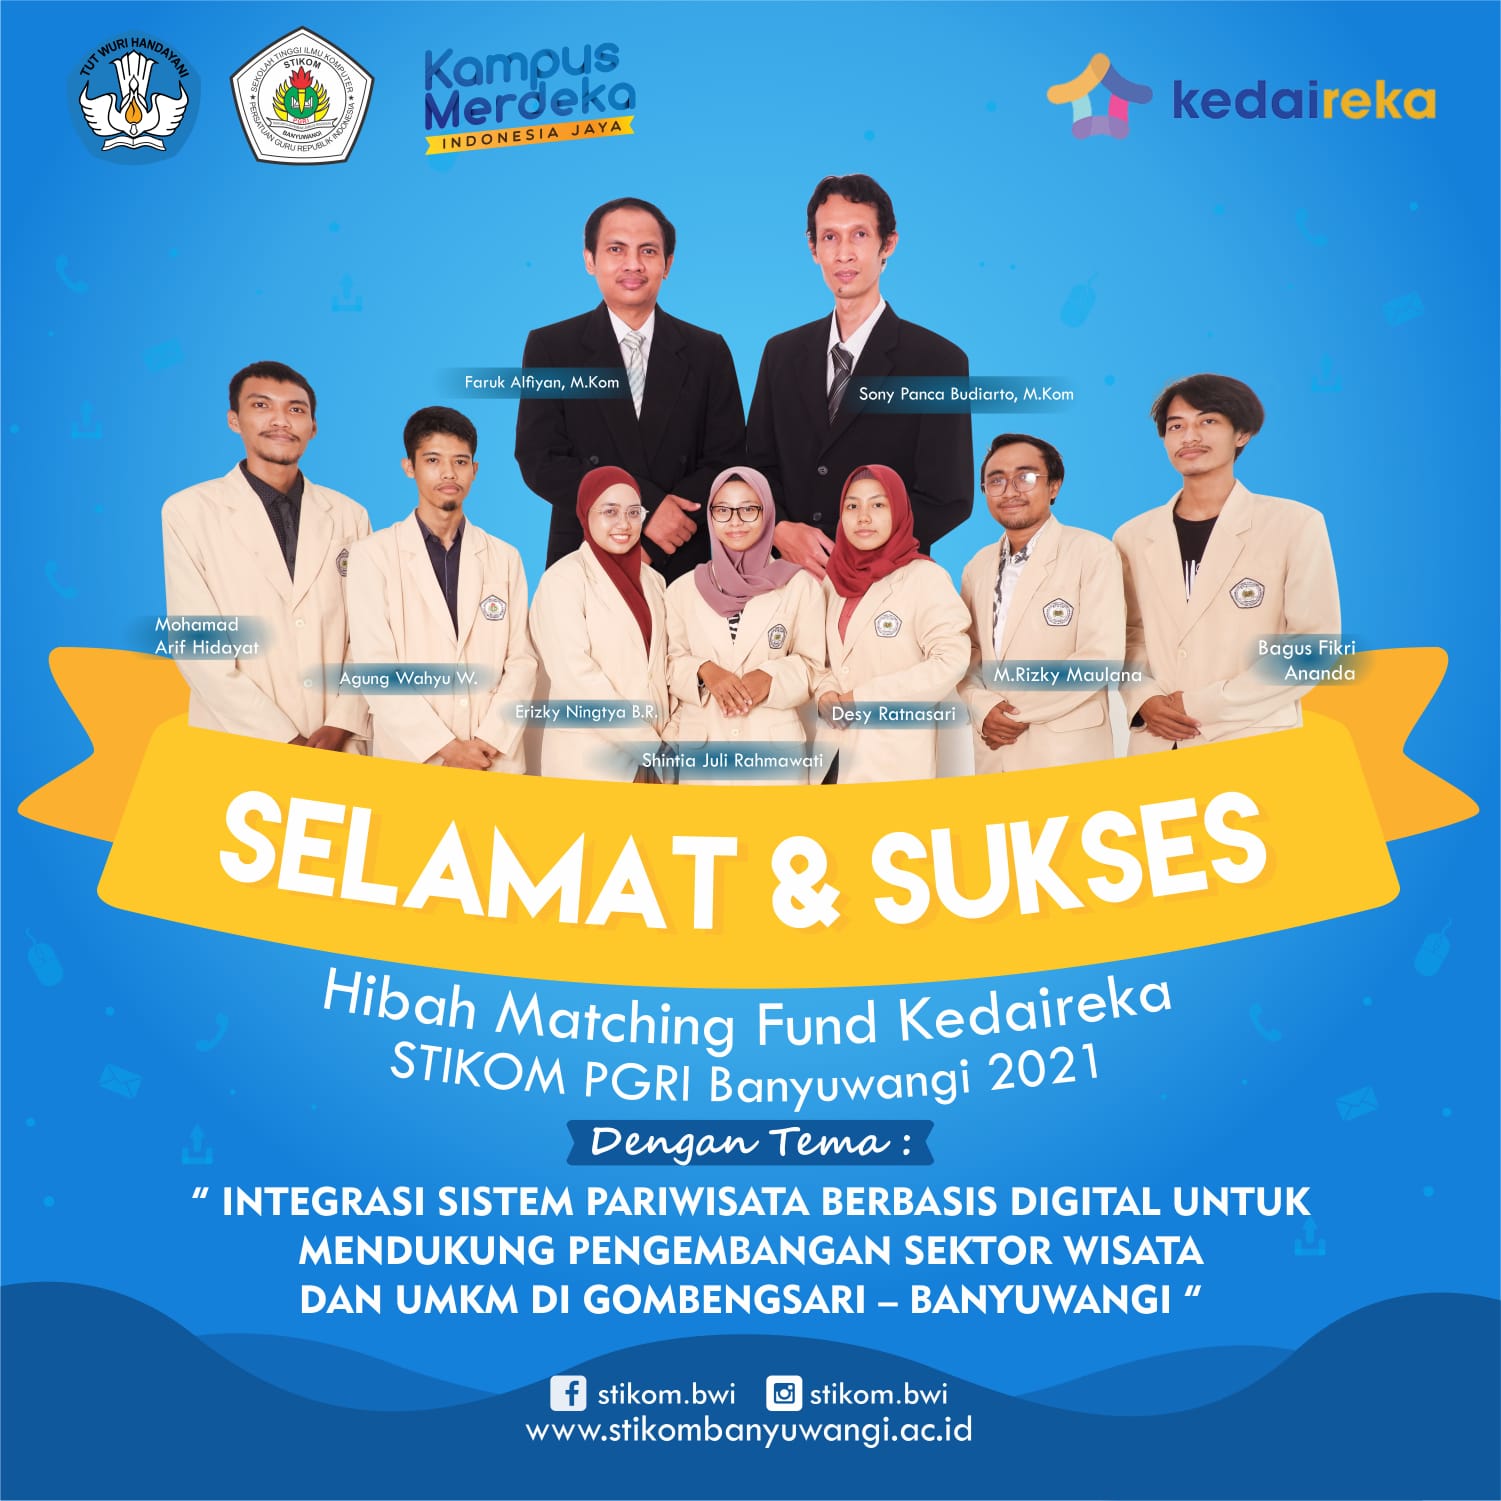 TUT WURI HANDAYANI
SEKOLAH TINGGI ILMU KOMPUTER
STIKOM
PGRI
BANYUWANGI
PERSATUAN GURU REPUBLIK INDONESIA
Kampus
Merdeka
INDONESIA JAYA
kedaireka
Faruk Alfiyan, M.Kom
Sony Panca Budiarto, M.Kom
Mohamad
Arif Hidayat
Agung Wahyu W.
Erizky Ningtya B.R.
Shintia Juli Rahmawati
Desy Ratnasari
M.Rizky Maulana
Bagus Fikri
Ananda
SELAMAT & SUKSES
Hibah Matching Fund Kedaireka
STIKOM PGRI Banyuwangi 2021
Dengan Tema :
“ INTEGRASI SISTEM PARIWISATA BERBASIS DIGITAL UNTUK
MENDUKUNG PENGEMBANGAN SEKTOR WISATA
DAN UMKM DI GOMBENGSARI – BANYUWANGI “
stikom.bwi stikom.bwi
www.stikombanyuwangi.ac.id